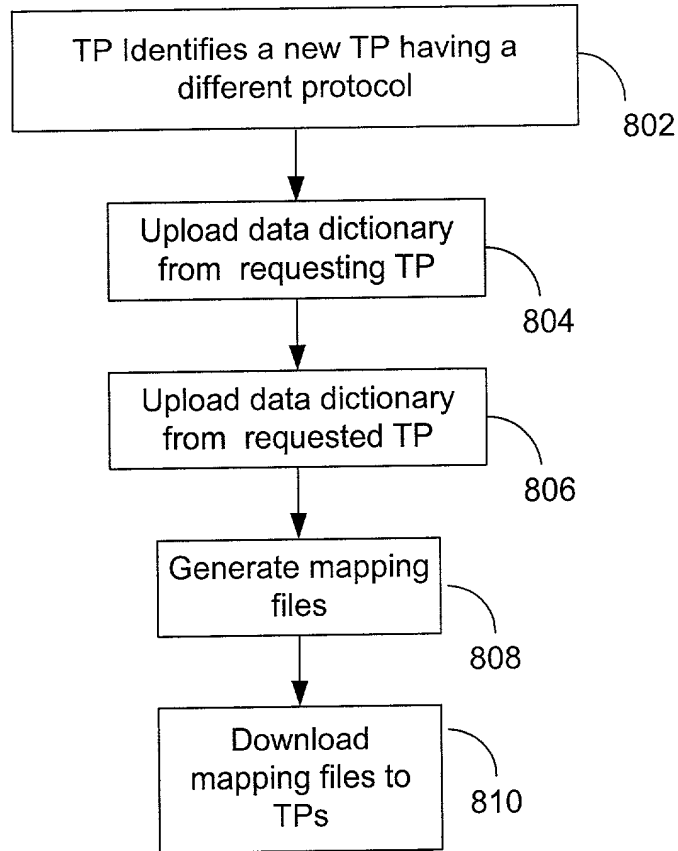 TP Identifies a new TP having a
different protocol
802
Upload data dictionary
from requesting TP
804
Upload data dictionary
from requested TP
806
Generate mapping
files
808
Download
mapping files to
TPs
810